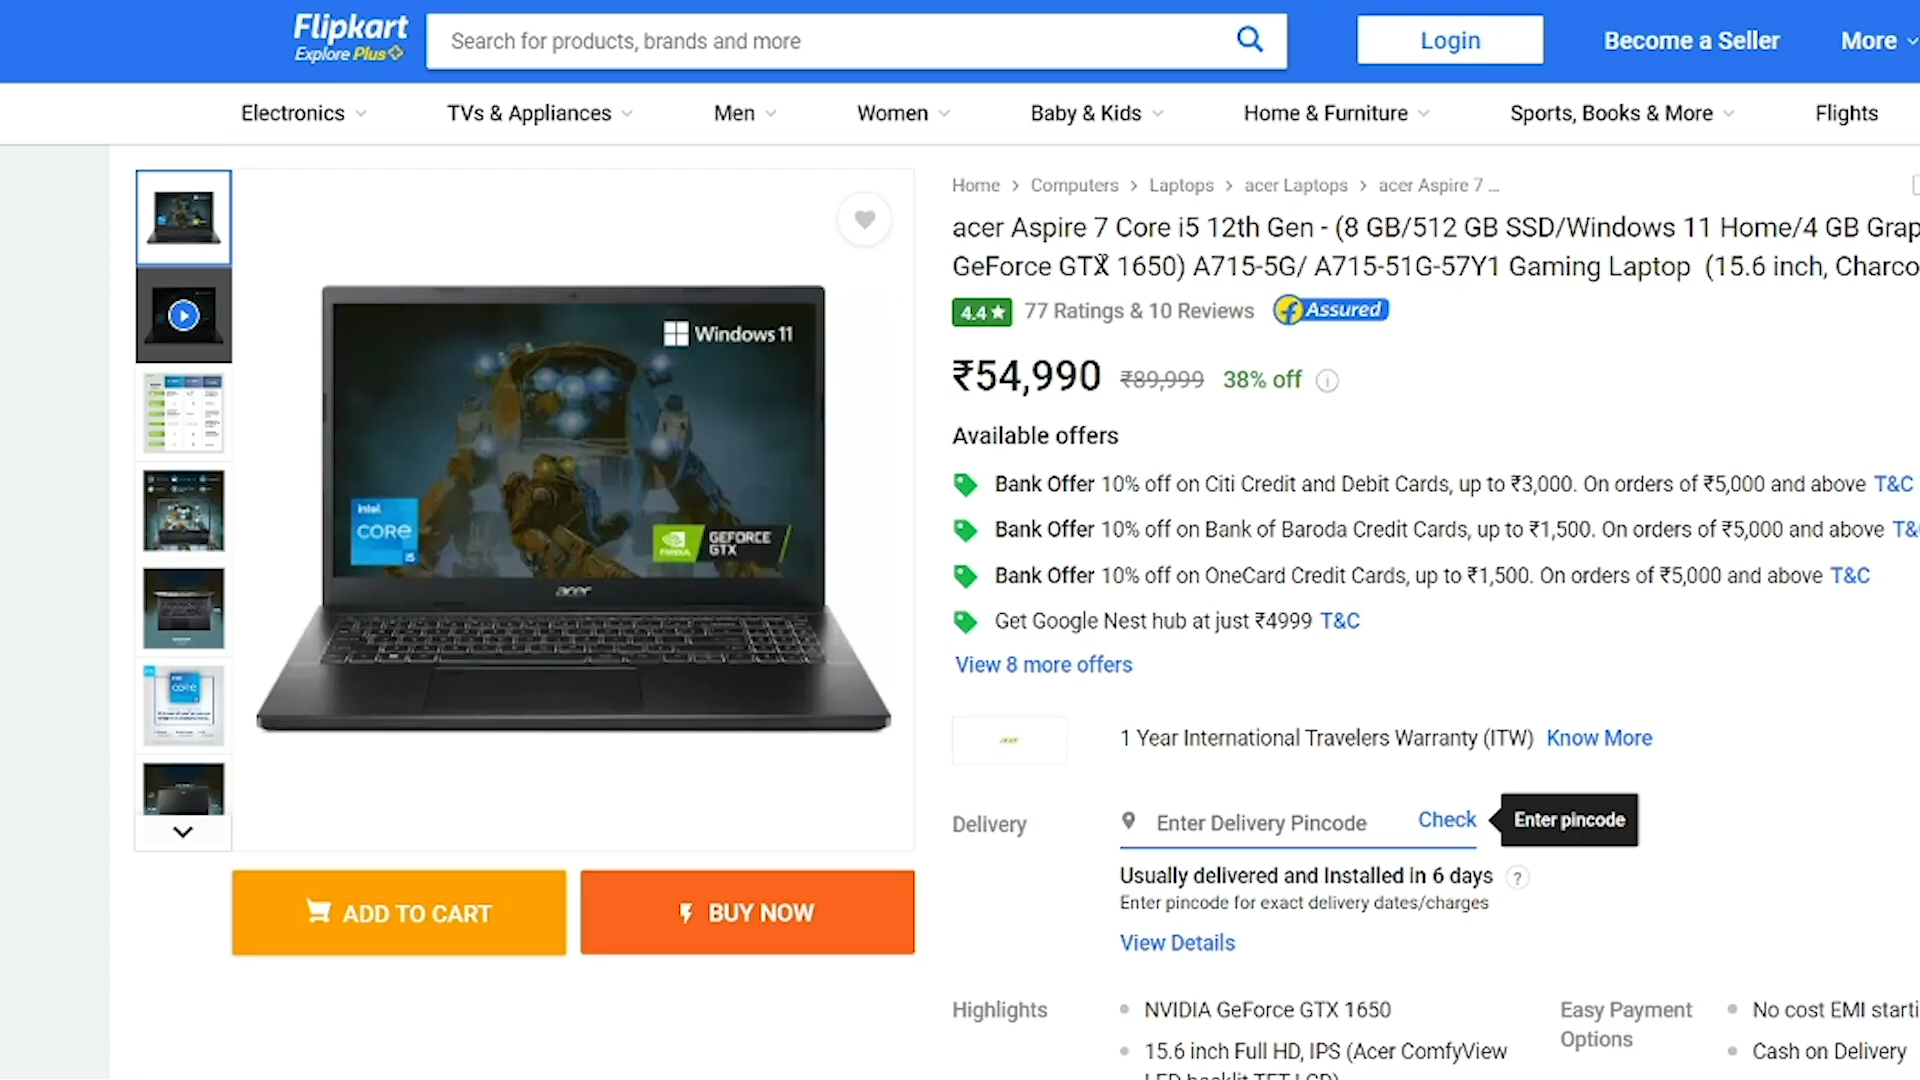 Flipkart
Explore Plus
Search for products, brands and more
Login
Become a Seller
More
Electronics
TVs & Appliances
Men
Women
Baby & Kids
Home & Furniture
Sports, Books & More
Flights
Home > Computers > Laptops > acer Laptops > acer Aspire 7 ...
acer Aspire 7 Core i5 12th Gen - (8 GB/512 GB SSD/Windows 11 Home/4 GB Grap
GeForce GTX 1650) A715-5G/ A715-51G-57Y1 Gaming Laptop (15.6 inch, Charco
4.4 ★ 77 Ratings & 10 Reviews Assured
₹54,990 ₹89,999 38% off
Available offers
Bank Offer 10% off on Citi Credit and Debit Cards, up to ₹3,000. On orders of ₹5,000 and above T&C
Bank Offer 10% off on Bank of Baroda Credit Cards, up to ₹1,500. On orders of ₹5,000 and above T&
Bank Offer 10% off on OneCard Credit Cards, up to ₹1,500. On orders of ₹5,000 and above T&C
Get Google Nest hub at just ₹4999 T&C
View 8 more offers
Windows 11
intel
CORE
i5
NVIDIA
GEFORCE
GTX
acer
acer
1 Year International Travelers Warranty (ITW) Know More
Delivery
Enter Delivery Pincode
Check
Enter pincode
Usually delivered and Installed in 6 days ?
Enter pincode for exact delivery dates/charges
View Details
ADD TO CART
BUY NOW
Highlights
NVIDIA GeForce GTX 1650
15.6 inch Full HD, IPS (Acer ComfyView
LED backlit TFT LCD)
Easy Payment
Options
No cost EMI starti
Cash on Delivery